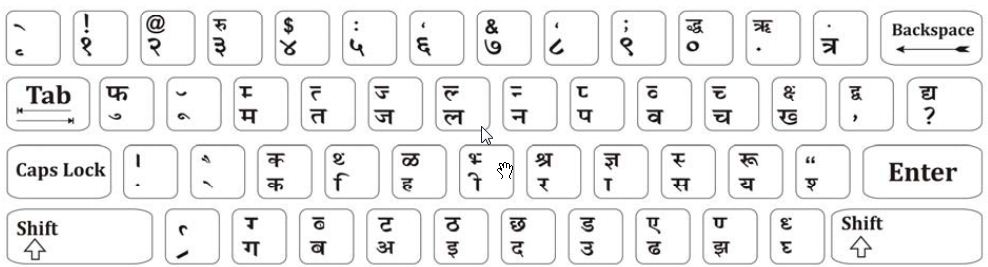 ! @ रु $ : ‘ & ‘ ; द्ध ऋ . Backspace
१ २ ३ ४ ५ ६ ७ ८ ९ ० . त्र
Tab फ म् त् ज् ल् न् प् व् च् क्ष् द्व द्य
म त ज ल न प व च ख , ?
Caps Lock । क् थ् ळ भ् श्र ज्ञ स् रू “ Enter
. क ि ह ी र ा स य श्
Shift ग् ब् ट ठ छ ड ए ण् ध् Shift
ग ब अ इ द उ ढ झ घ्